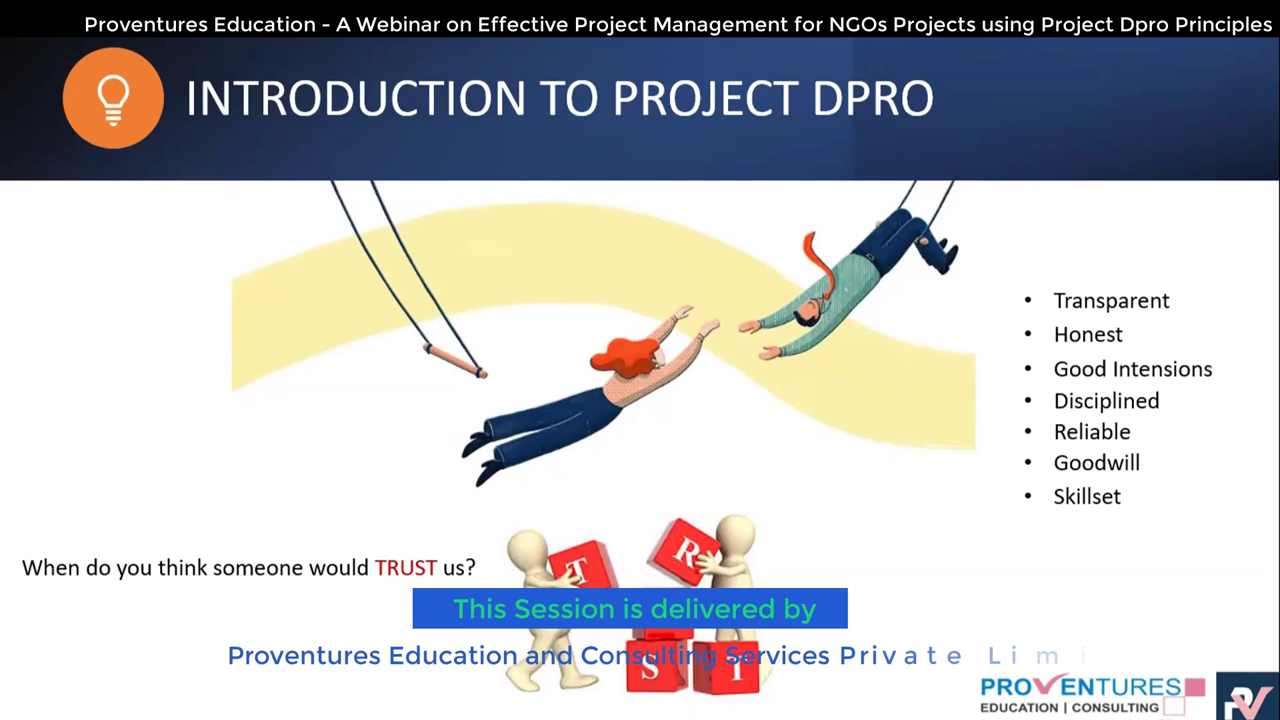 Proventures Education - A Webinar on Effective Project Management for NGOs Projects using Project Dpro Principles
INTRODUCTION TO PROJECT DPRO
• Transparent
• Honest
• Good Intensions
• Disciplined
• Reliable
• Goodwill
• Skillset
When do you think someone would TRUST us?
T
R
This Session is delivered by
Proventures Education and Consulting Services Private Lim
S
T
PROVENTURES
EDUCATION | CONSULTING
PV